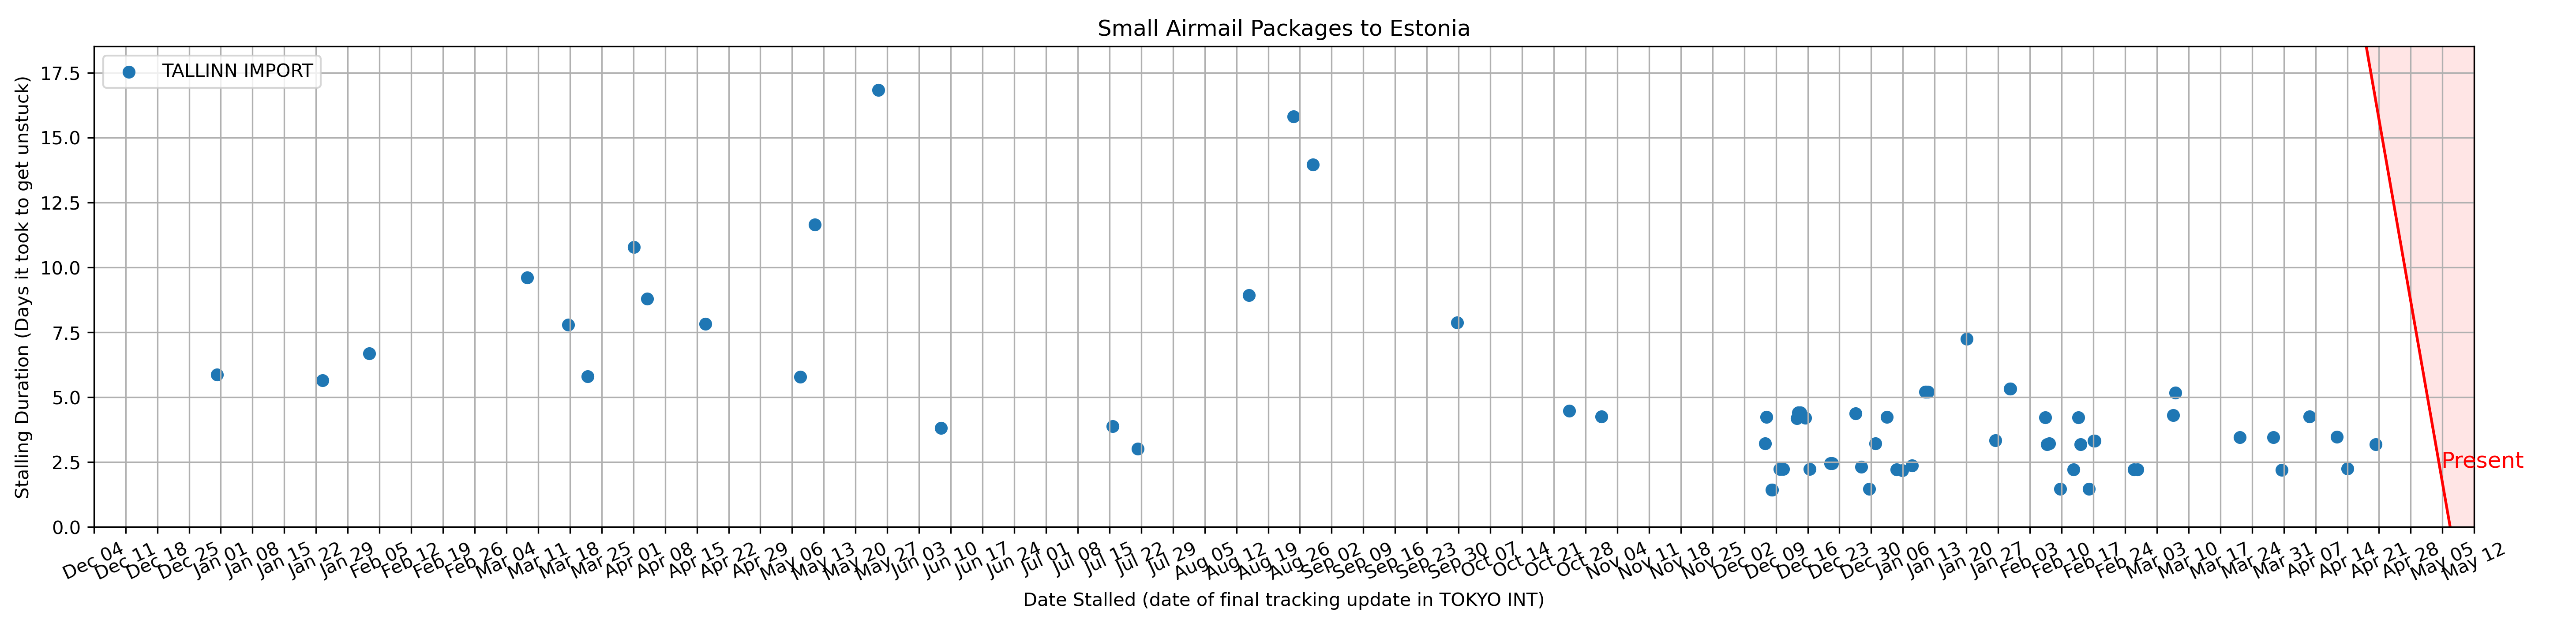 Small Airmail Packages to Estonia
TALLINN IMPORT
Stalling Duration (Days it took to get unstuck)
17.5
15.0
12.5
10.0
7.5
5.0
2.5
0.0
Present
Dec 04
Dec 11
Dec 18
Dec 25
Jan 01
Jan 08
Jan 15
Jan 22
Jan 29
Feb 05
Feb 12
Feb 19
Feb 26
Mar 04
Mar 11
Mar 18
Mar 25
Apr 01
Apr 08
Apr 15
Apr 22
Apr 29
May 06
May 13
May 20
May 27
Jun 03
Jun 10
Jun 17
Jun 24
Jul 01
Jul 08
Jul 15
Jul 22
Jul 29
Aug 05
Aug 12
Aug 19
Aug 26
Sep 02
Sep 09
Sep 16
Sep 23
Sep 30
Oct 07
Oct 14
Oct 21
Oct 28
Nov 04
Nov 11
Nov 18
Nov 25
Dec 02
Dec 09
Dec 16
Dec 23
Dec 30
Jan 06
Jan 13
Jan 20
Jan 27
Feb 03
Feb 10
Feb 17
Feb 24
Mar 03
Mar 10
Mar 17
Mar 24
Mar 31
Apr 07
Apr 14
Apr 21
Apr 28
May 05
May 12
Date Stalled (date of final tracking update in TOKYO INT)